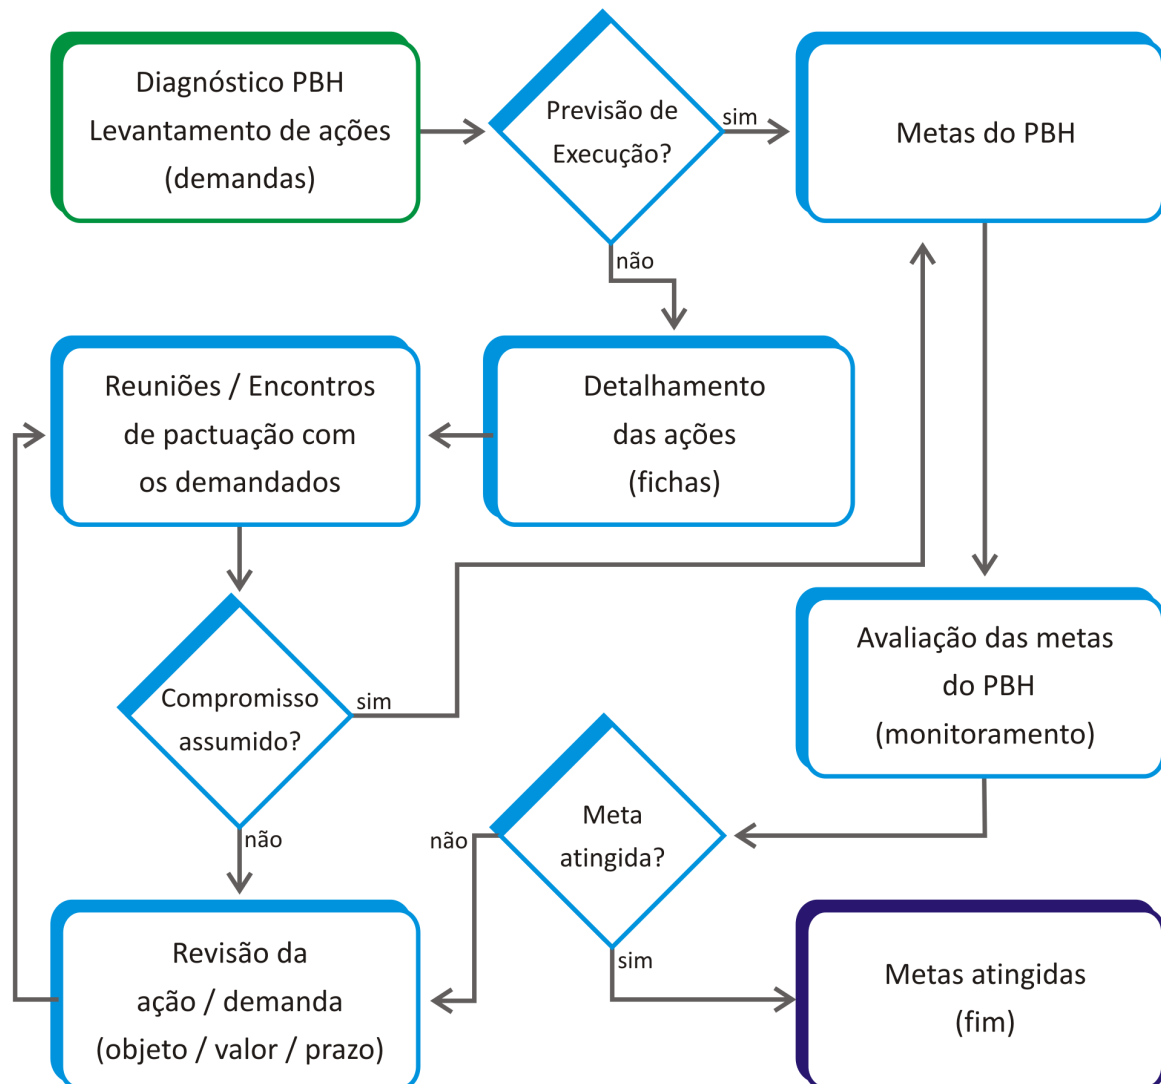 Diagnóstico PBH
Levantamento de ações
(demandas)
Previsão de
Execução?
sim
Metas do PBH
não
Reuniões / Encontros
de pactuação com
os demandados
Detalhamento
das ações
(fichas)
Compromisso
assumido?
sim
não
Avaliação das metas
do PBH
(monitoramento)
Meta
atingida?
não
sim
Revisão da
ação / demanda
(objeto / valor / prazo)
Metas atingidas
(fim)